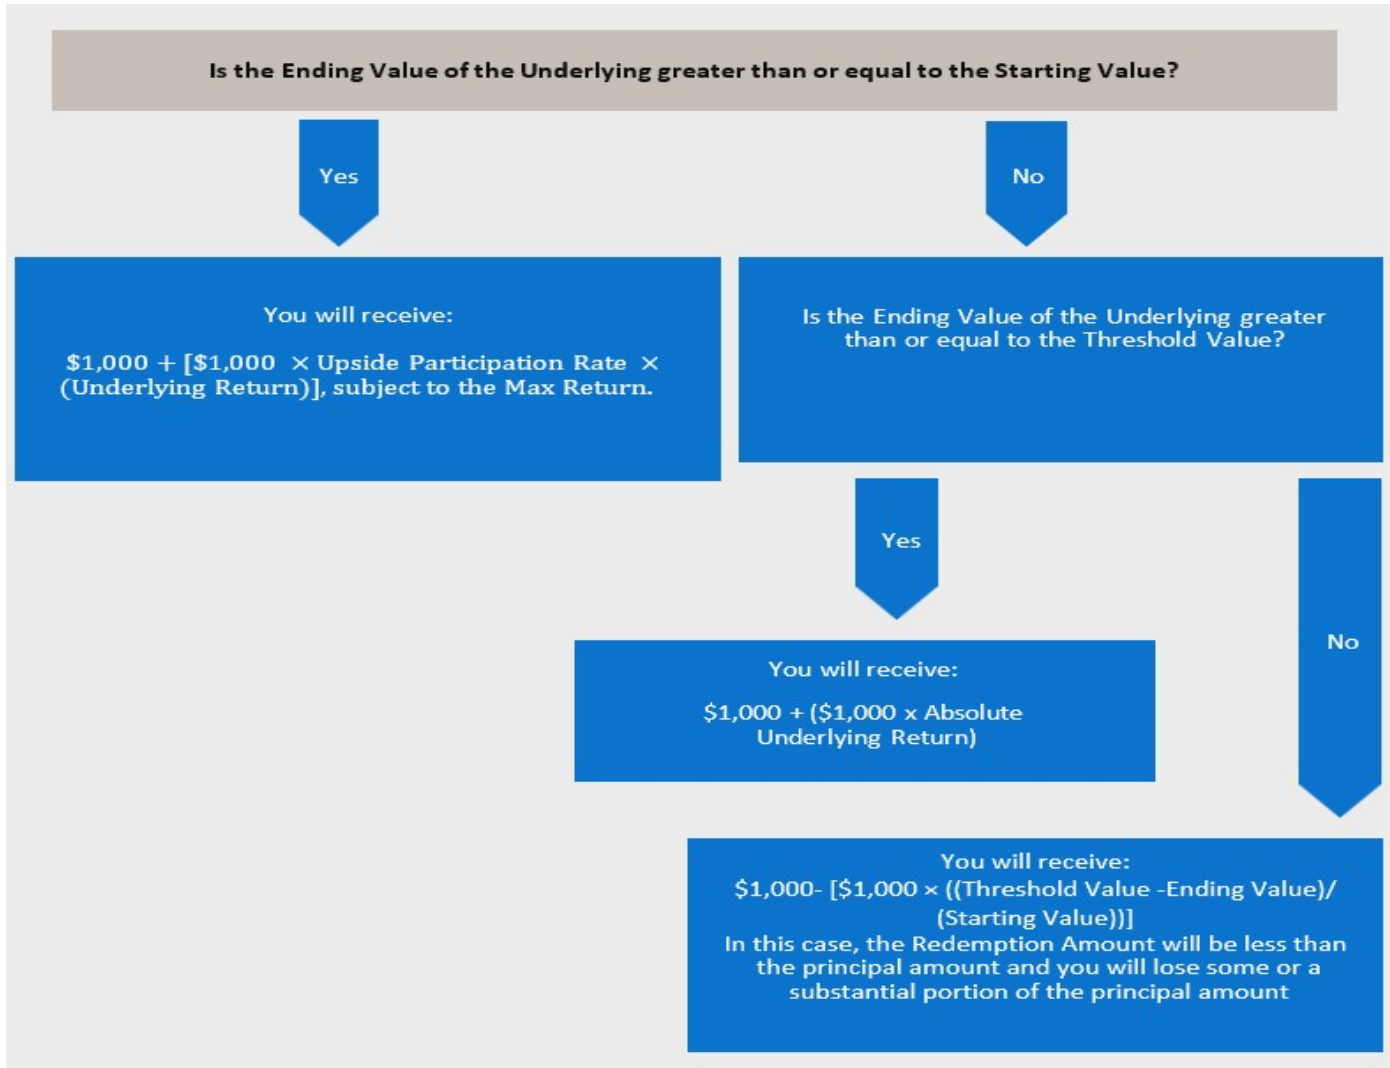 Is the Ending Value of the Underlying greater than or equal to the Starting Value?
Yes
No
You will receive:
$1,000 + [$1,000 × Upside Participation Rate ×
(Underlying Return)], subject to the Max Return.
Is the Ending Value of the Underlying greater
than or equal to the Threshold Value?
Yes
No
You will receive:
$1,000 + ($1,000 x Absolute
Underlying Return)
You will receive:
$1,000- [$1,000 × ((Threshold Value -Ending Value)/
(Starting Value))]
In this case, the Redemption Amount will be less than
the principal amount and you will lose some or a
substantial portion of the principal amount